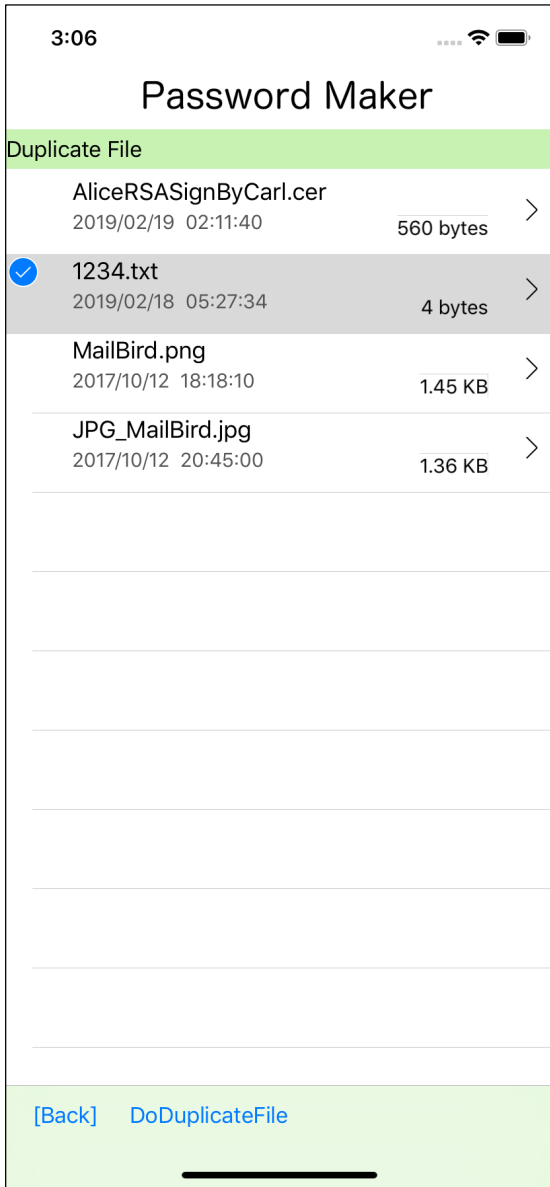 3:06
Password Maker
Duplicate File
AliceRSASignByCarl.cer
2019/02/19 02:11:40
560 bytes
1234.txt
2019/02/18 05:27:34
4 bytes
MailBird.png
2017/10/12 18:18:10
1.45 KB
JPG_MailBird.jpg
2017/10/12 20:45:00
1.36 KB
[Back] DoDuplicateFile